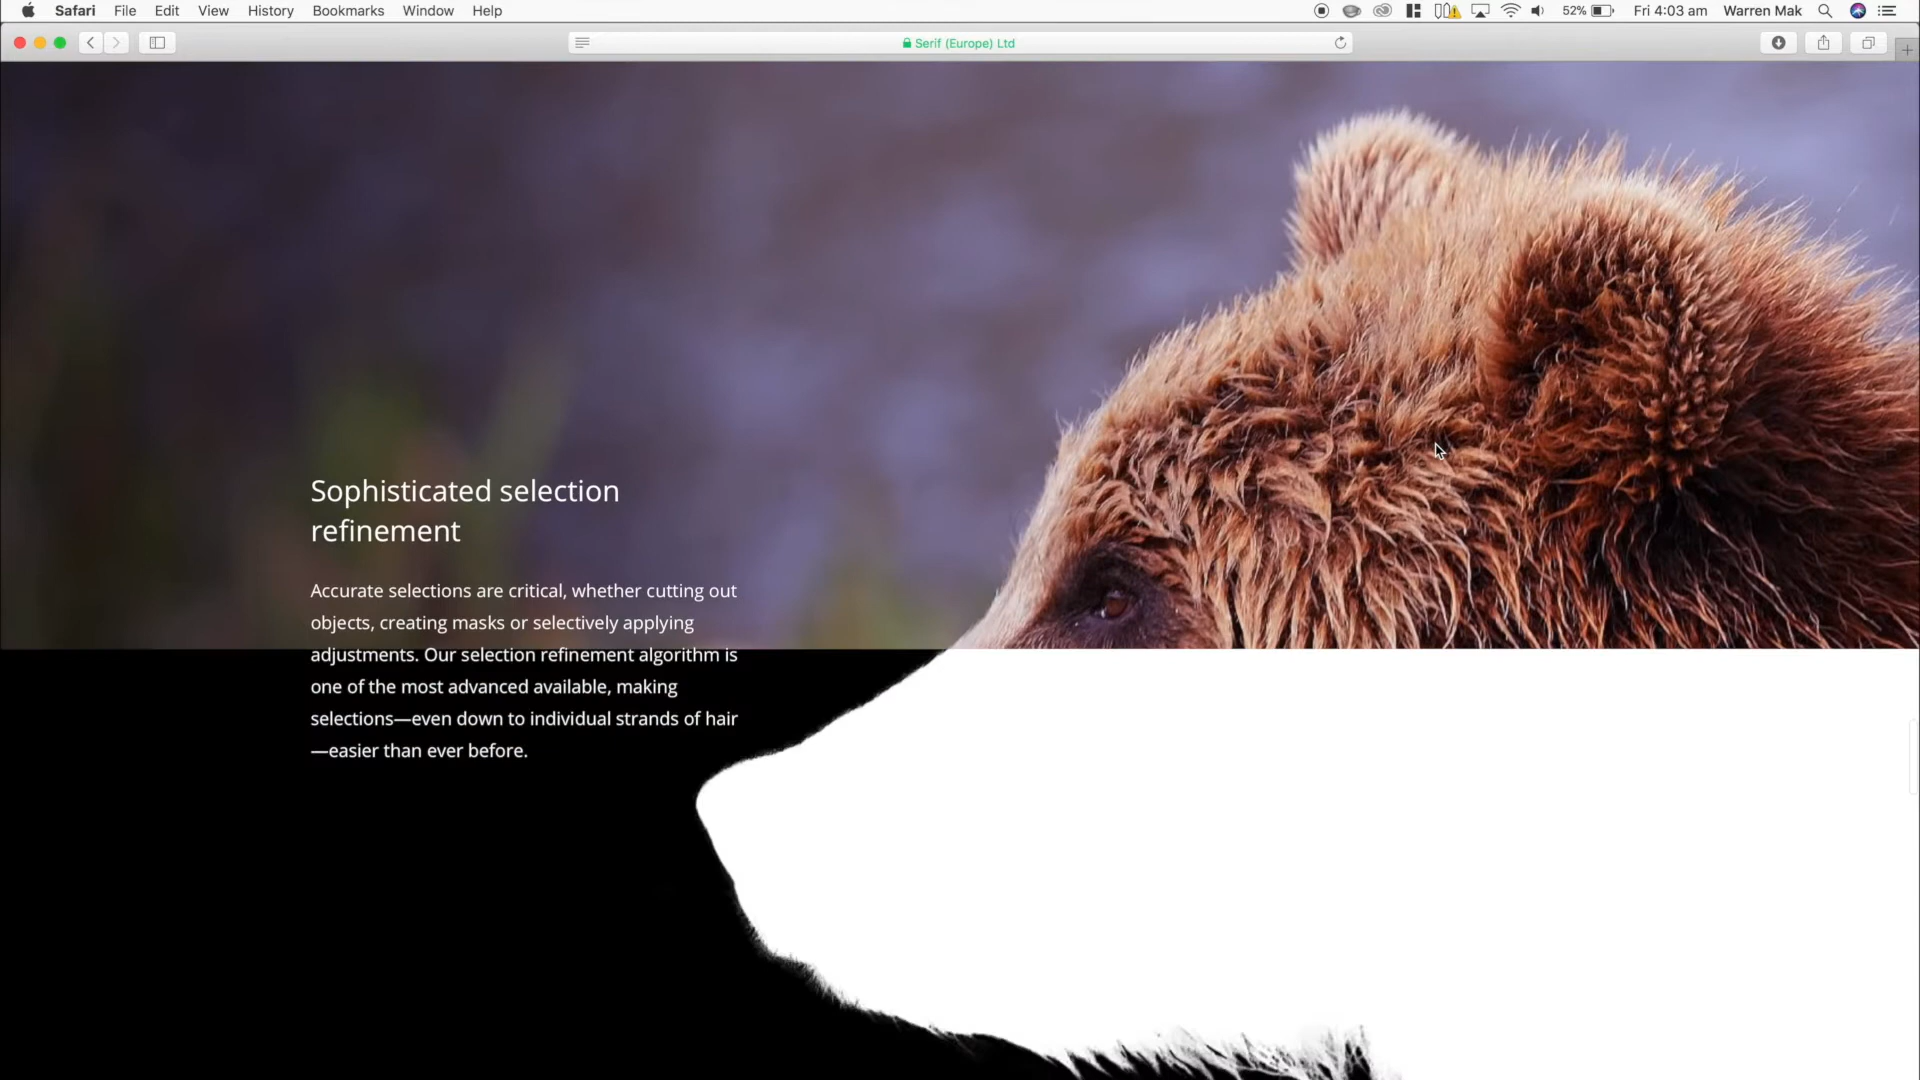 Safari File Edit View History Bookmarks Window Help 52% Fri 4:03 am Warren Mak
Serif (Europe) Ltd
Sophisticated selection
refinement
Accurate selections are critical, whether cutting out
objects, creating masks or selectively applying
adjustments. Our selection refinement algorithm is
one of the most advanced available, making
selections—even down to individual strands of hair
—easier than ever before.